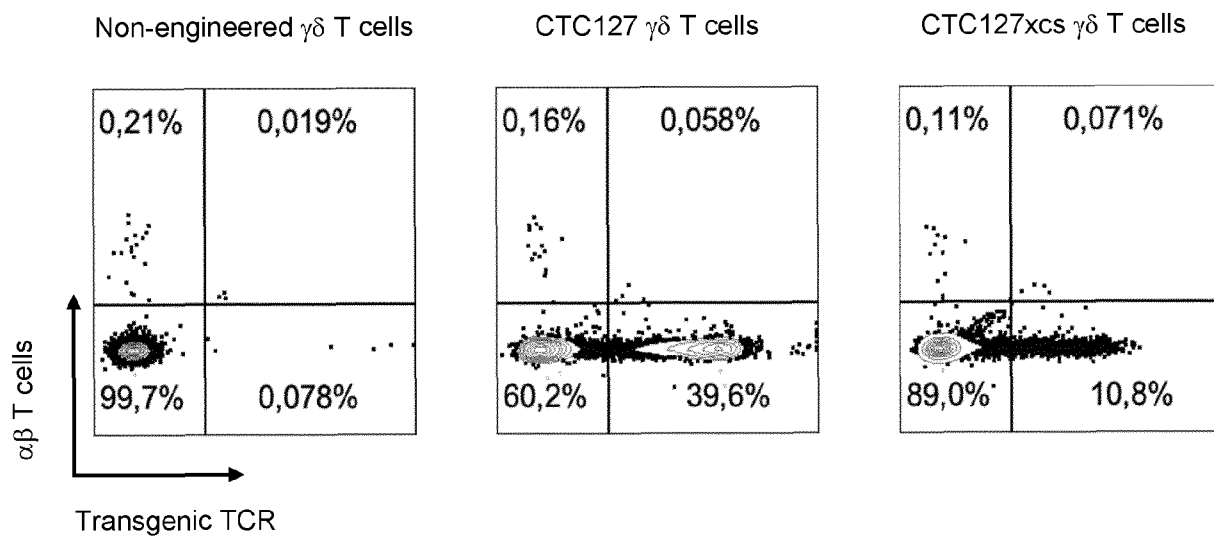 Non-engineered γδ T cells
CTC127 γδ T cells
CTC127xcs γδ T cells
0,21%
0,019%
99,7%
0,078%
0,16%
0,058%
60,2%
39,6%
0,11%
0,071%
89,0%
10,8%
αβ T cells
Transgenic TCR